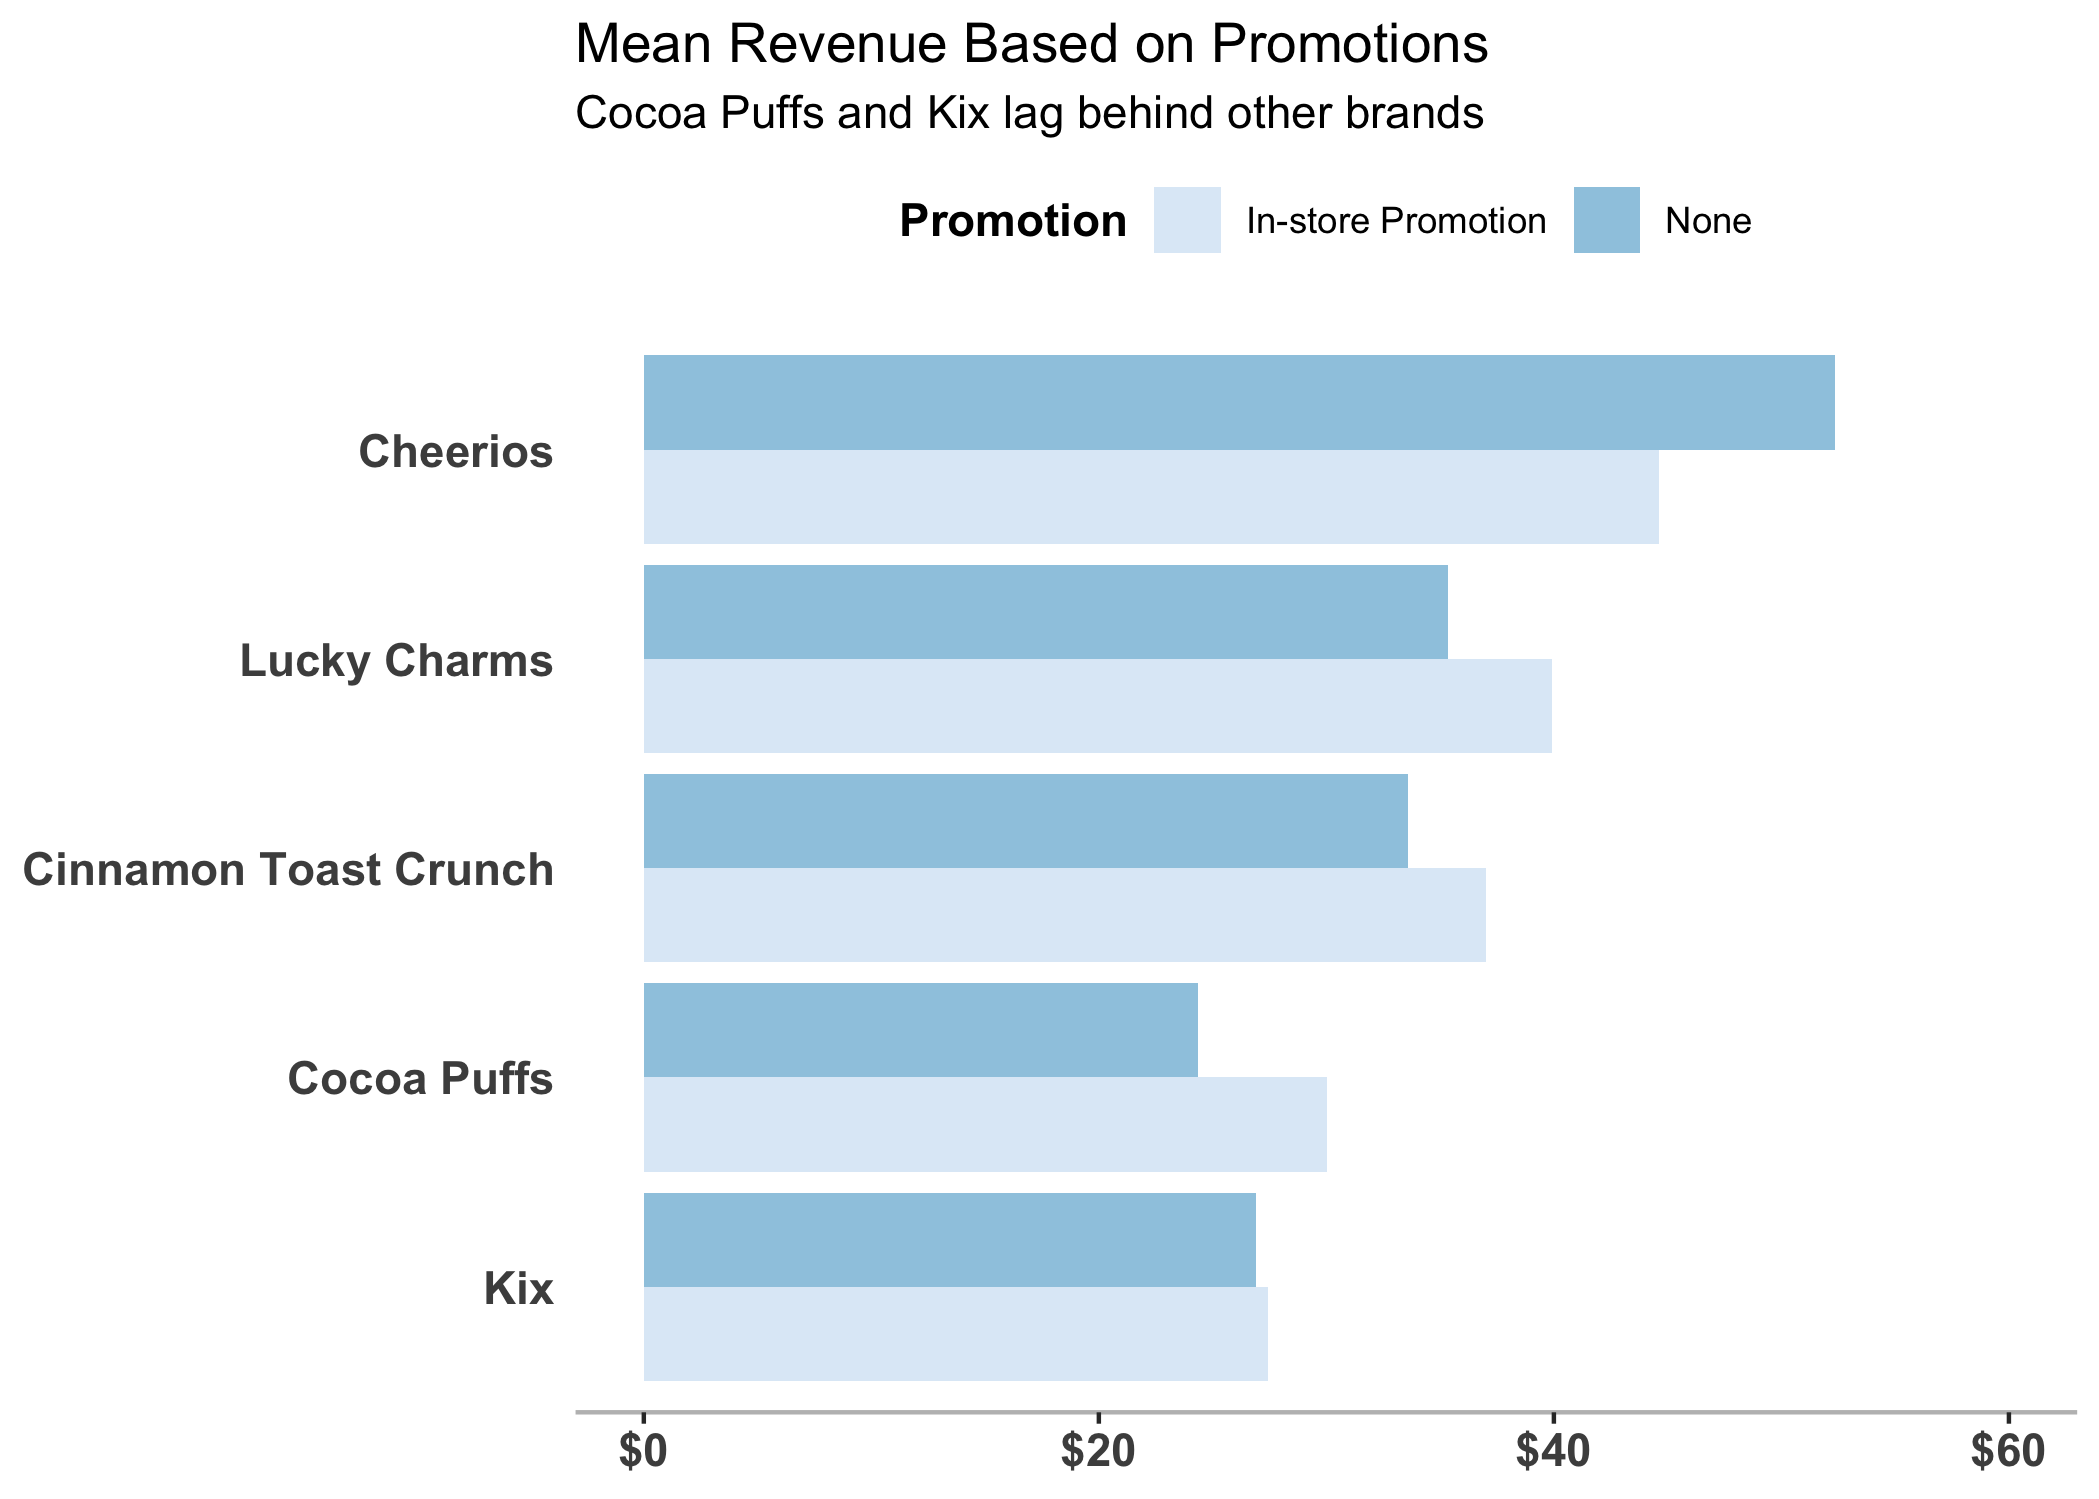 Mean Revenue Based on Promotions
Cocoa Puffs and Kix lag behind other brands
Promotion In-store Promotion None
Cheerios
Lucky Charms
Cinnamon Toast Crunch
Cocoa Puffs
Kix
$0 $20 $40 $60